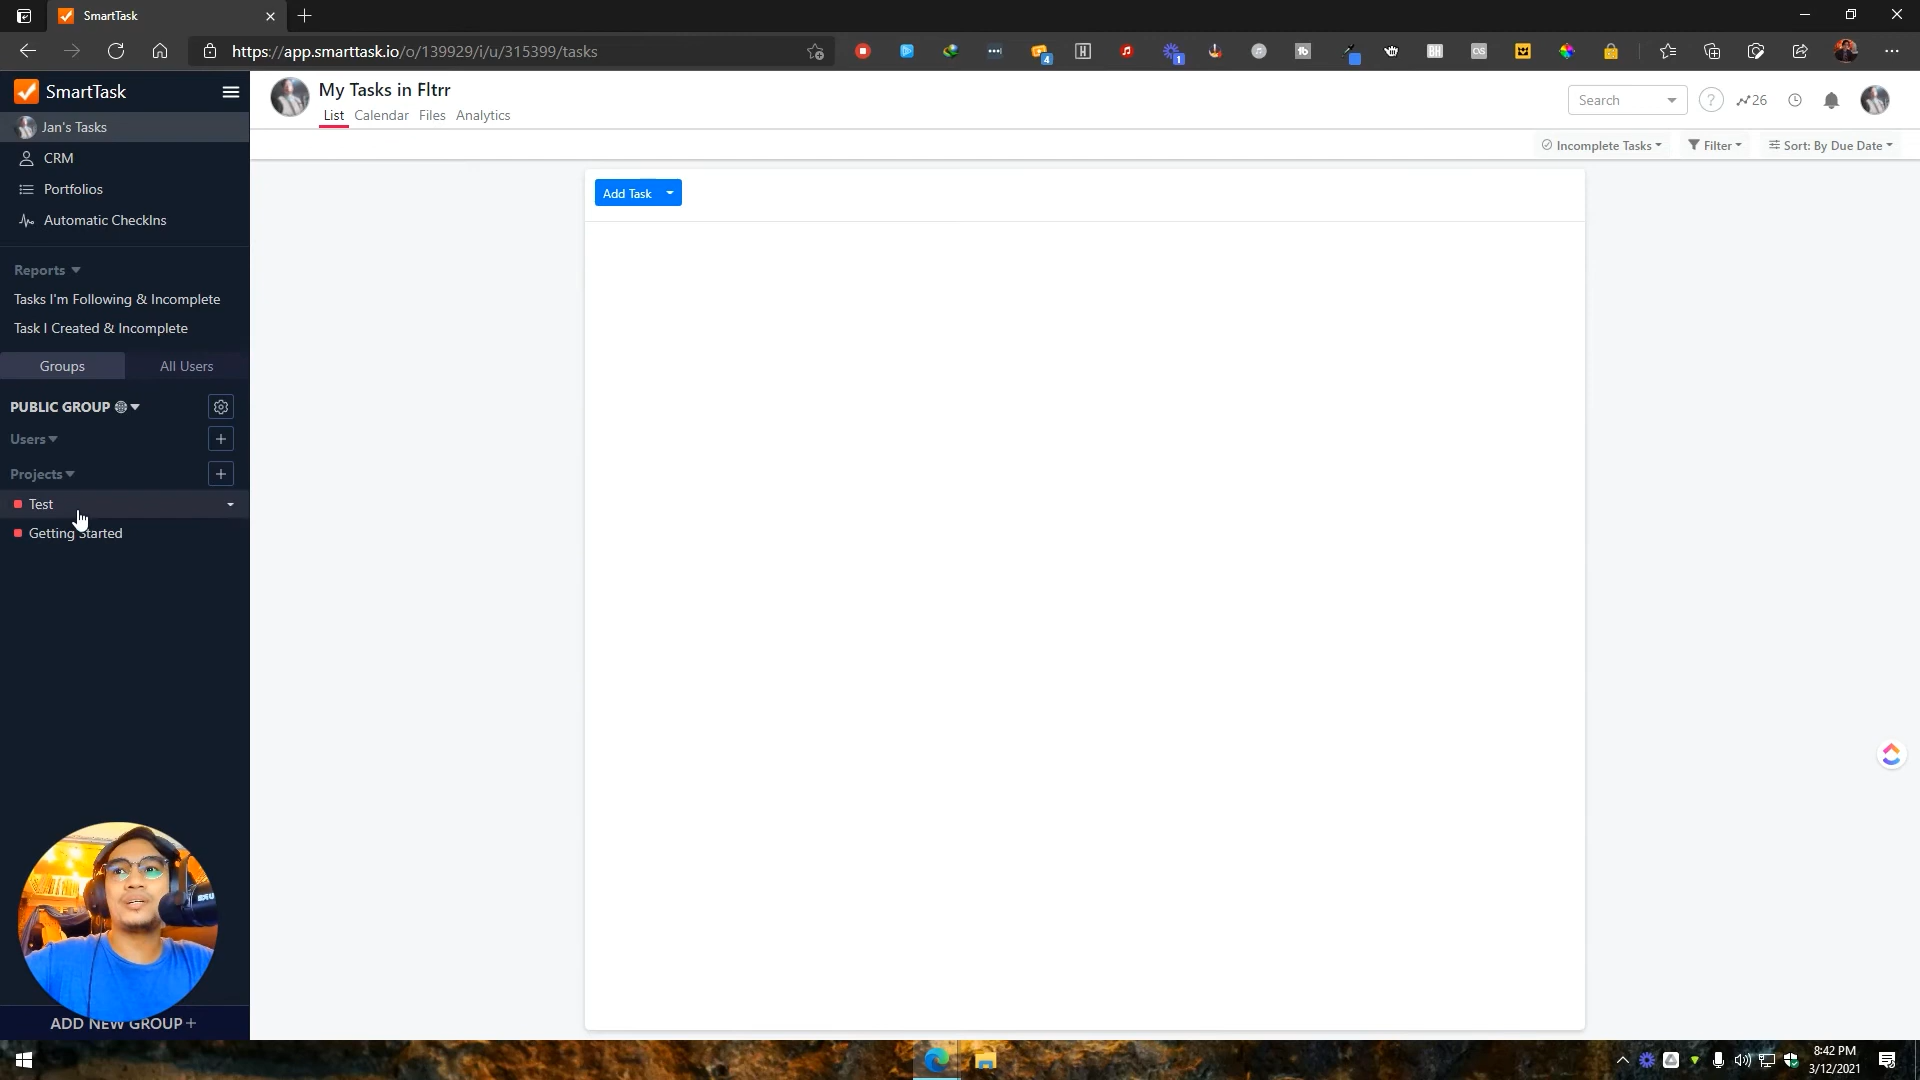 SmartTask
https://app.smarttask.io/o/139929/i/u/315399/tasks
4
1
SmartTask
Jan's Tasks
CRM
Portfolios
Automatic CheckIns
Reports
Tasks I'm Following & Incomplete
Task I Created & Incomplete
Groups
All Users
PUBLIC GROUP
Users
Projects
Test
Getting Started
ADD NEW GROUP +
My Tasks in Fltrr
List Calendar Files Analytics
Search
?
26
Incomplete Tasks
Filter
Sort: By Due Date
Add Task
8:42 PM
3/12/2021